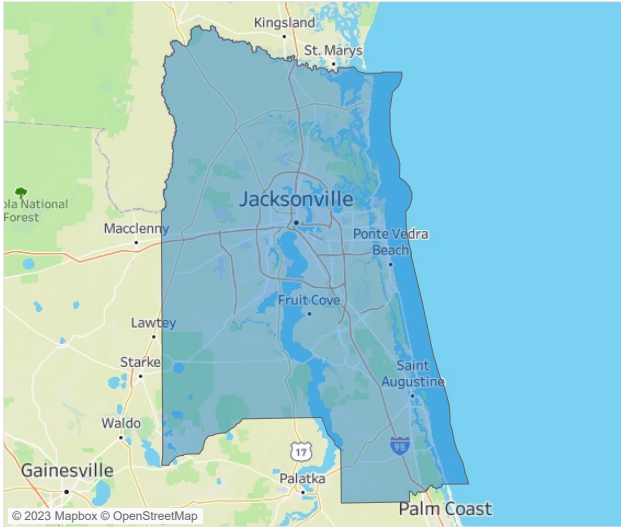 Kingsland
St. Marys
ola National
Forest
Jacksonville
Macclenny
Ponte Vedra
Beach
Fruit Cove
Lawtey
Starke
Saint
Augustine
Waldo
17
95
Gainesville
Palatka
Palm Coast
© 2023 Mapbox © OpenStreetMap